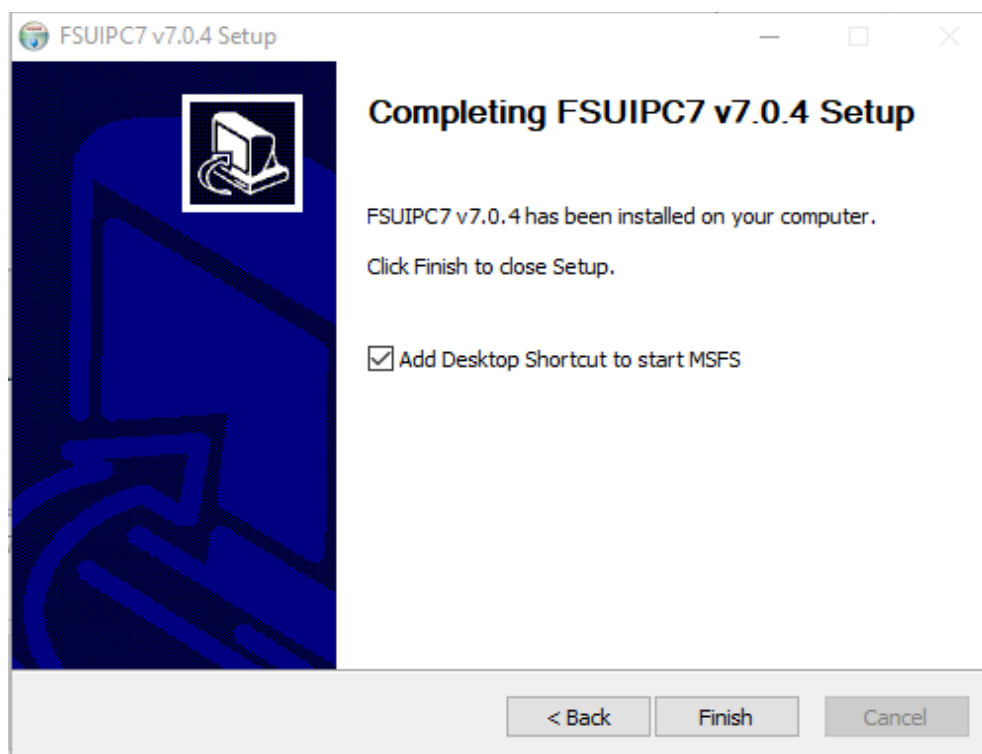 FSUIPC7 v7.0.4 Setup
Completing FSUIPC7 v7.0.4 Setup
FSUIPC7 v7.0.4 has been installed on your computer.
Click Finish to close Setup.
Add Desktop Shortcut to start MSFS
< Back
Finish
Cancel